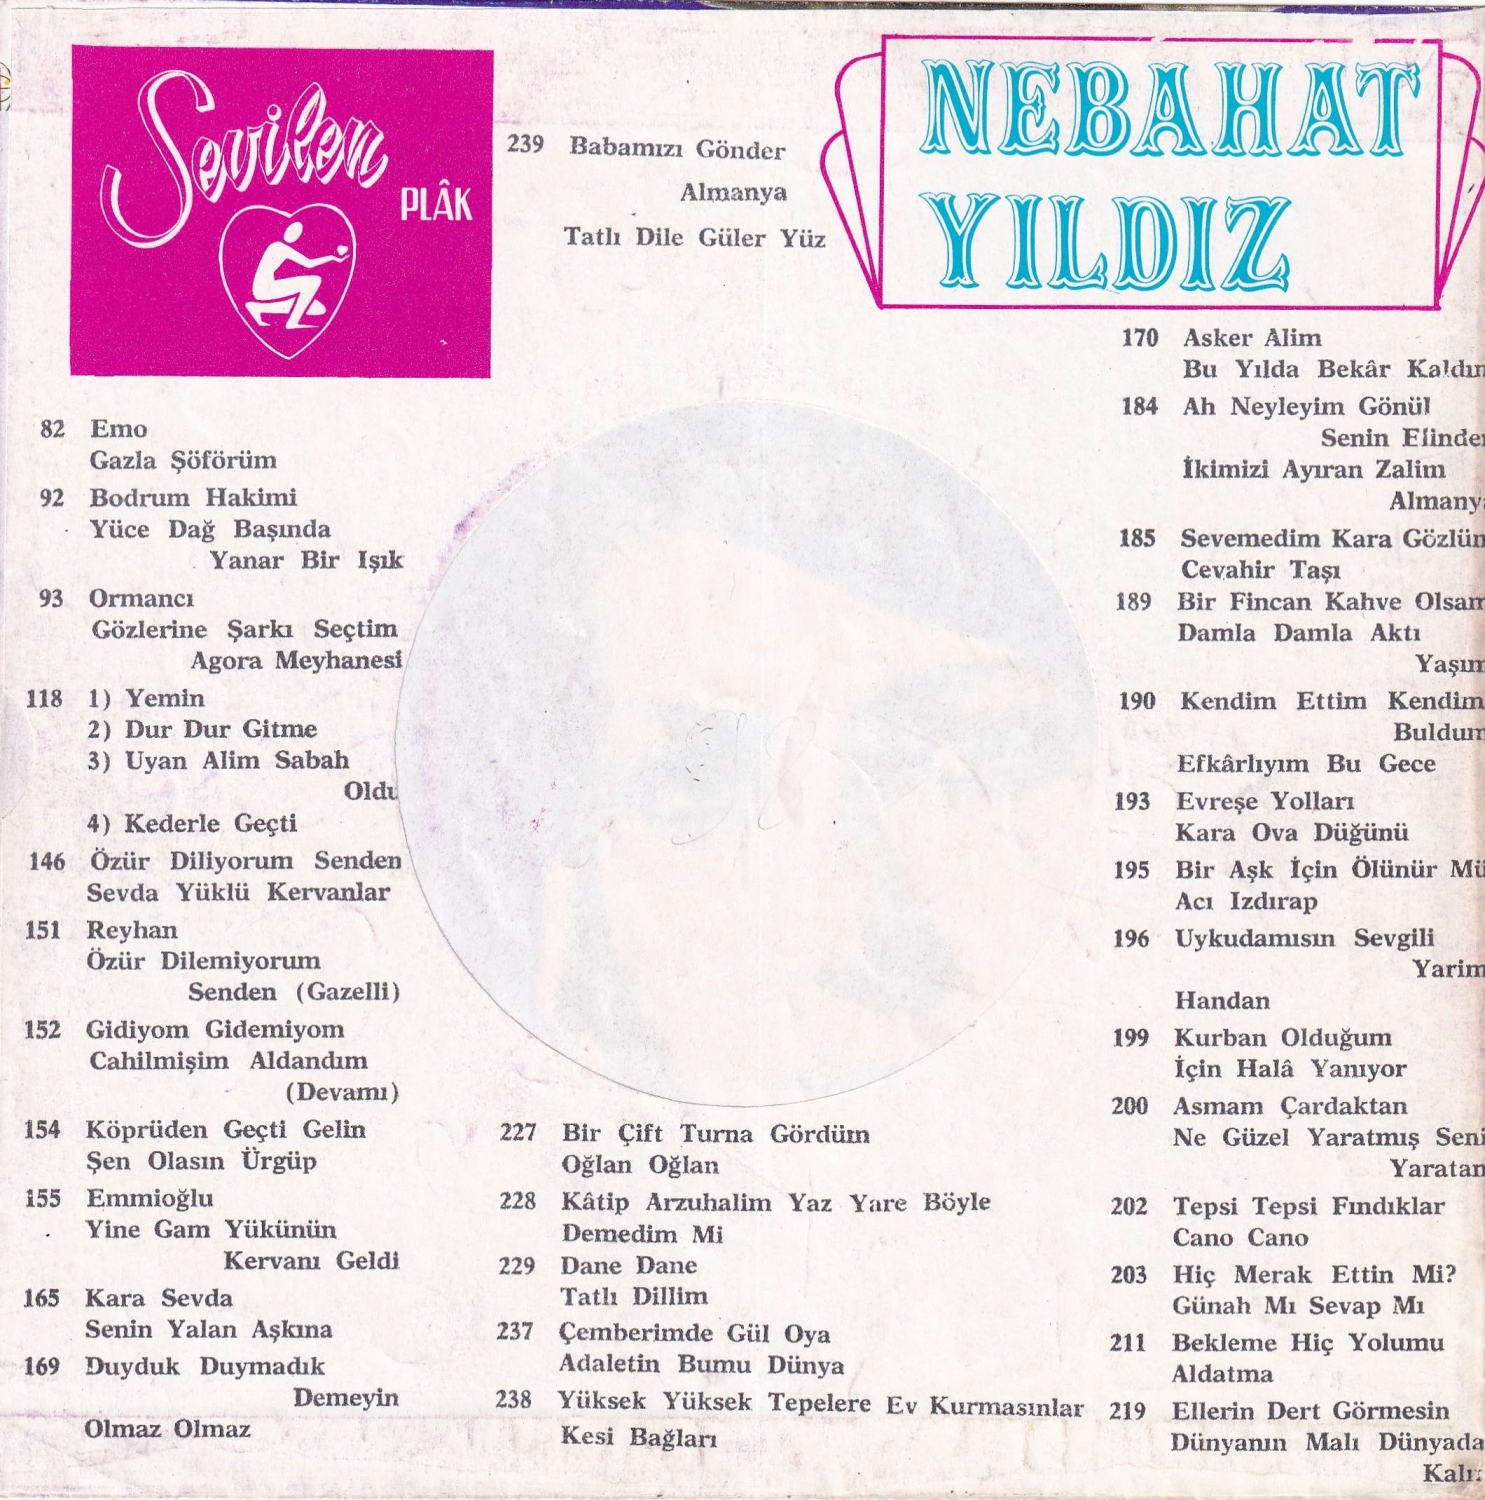 Sevilen
PLÂK
NEBAHAT
YILDIZ
239 Babamızı Gönder
Almanya
Tatlı Dile Güler Yüz
82 Emo
Gazla Şöförüm
92 Bodrum Hakimi
Yüce Dağ Başında
Yanar Bir Işık
93 Ormancı
Gözlerine Şarkı Seçtim
Agora Meyhanesi
118 1) Yemin
2) Dur Dur Gitme
3) Uyan Alim Sabah
Oldu
4) Kederle Geçti
146 Özür Diliyorum Senden
Sevda Yüklü Kervanlar
151 Reyhan
Özür Dilemiyorum
Senden (Gazelli)
152 Gidiyom Gidemiyom
Cahilmişim Aldandım
(Devamı)
154 Köprüden Geçti Gelin
Şen Olasın Ürgüp
155 Emmioğlu
Yine Gam Yükünün
Kervanı Geldi
165 Kara Sevda
Senin Yalan Aşkına
169 Duyduk Duymadık
Demeyin
Olmaz Olmaz
227 Bir Çift Turna Gördüm
Oğlan Oğlan
228 Kâtip Arzuhalim Yaz Yare Böyle
Demedim Mi
229 Dane Dane
Tatlı Dillim
237 Çemberimde Gül Oya
Adaletin Bumu Dünya
238 Yüksek Yüksek Tepelere Ev Kurmasınlar
Kesi Bağları
170 Asker Alim
Bu Yılda Bekâr
184 Ah Neyleyim Gönül
Senin
İkimizi Ayıran Zalim
185 Sevemedim Kara
Cevahir Taşı
189 Bir Fincan Kahve
Damla Damla Aktı
190 Kendim Ettim Kendim
Efkârlıyım Bu Gece
193 Evreşe Yolları
Kara Ova Düğünü
195 Bir Aşk İçin Ölünür Mü
Acı Izdırap
196 Uykudamısın Sevgili
Yarim
Handan
199 Kurban Olduğum
İçin Halâ Yanıyor
200 Asmam Çardaktan
Ne Güzel Yaratmış Seni
Yaratan
202 Tepsi Tepsi Fındıklar
Cano Cano
203 Hiç Merak Ettin Mi?
Günah Mı Sevap Mı
211 Bekleme Hiç Yolumu
Aldatma
219 Ellerin Dert Görmesin
Dünyanın Malı Dünyada